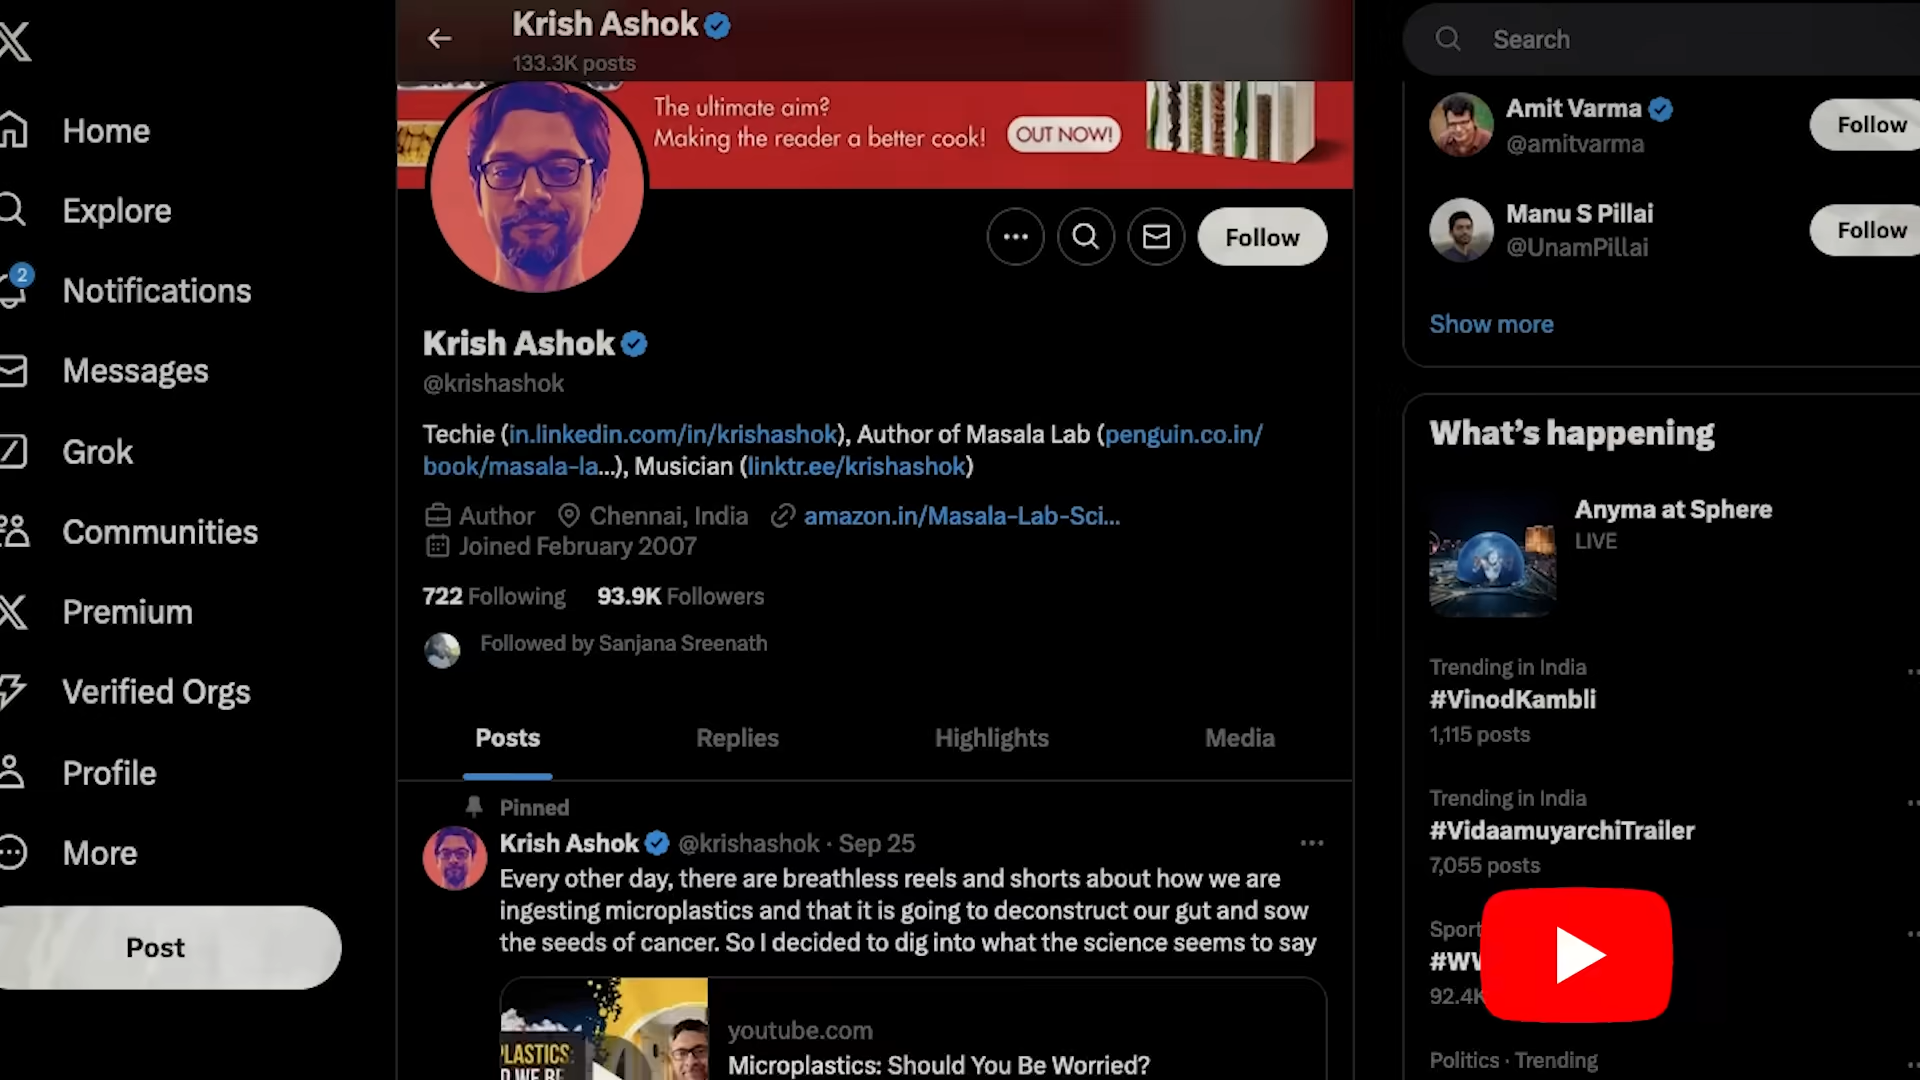 Home
Explore
2
Notifications
Messages
Grok
Communities
Premium
Verified Orgs
Profile
More
Post
Krish Ashok
133.3K posts
The ultimate aim?
Making the reader a better cook!
OUT NOW!
Follow
Krish Ashok
@krishashok
Techie (in.linkedin.com/in/krishashok), Author of Masala Lab (penguin.co.in/
book/masala-la...), Musician (linktr.ee/krishashok)
Author Chennai, India amazon.in/Masala-Lab-Sci...
Joined February 2007
722 Following 93.9K Followers
Followed by Sanjana Sreenath
Posts Replies Highlights Media
Pinned
Krish Ashok @krishashok · Sep 25
Every other day, there are breathless reels and shorts about how we are
ingesting microplastics and that it is going to deconstruct our gut and sow
the seeds of cancer. So I decided to dig into what the science seems to say
youtube.com
Microplastics: Should You Be Worried?
Search
Amit Varma
@amitvarma
Follow
Manu S Pillai
@UnamPillai
Follow
Show more
What's happening
Anyma at Sphere
LIVE
Trending in India
#VinodKambli
1,115 posts
Trending in India
#VidaamuyarchiTrailer
7,055 posts
92.4K
Politics · Trending